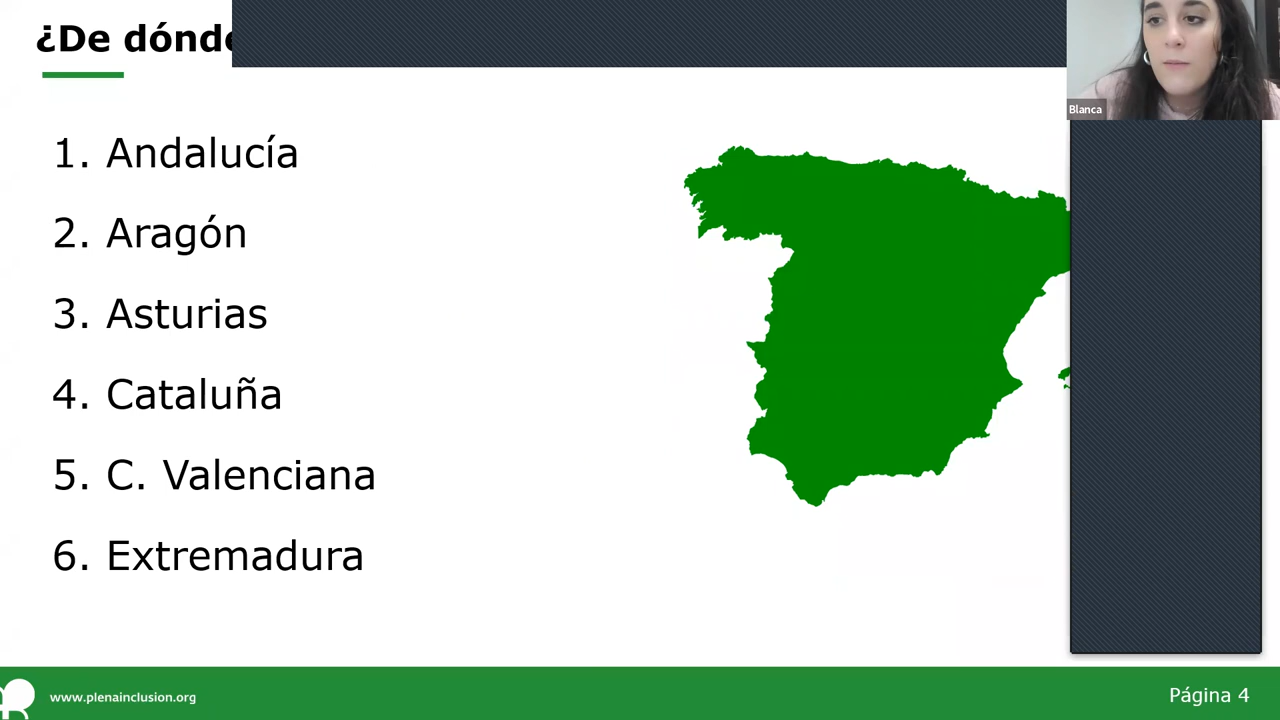 ¿De dónde
Blanca
1. Andalucía
2. Aragón
3. Asturias
4. Cataluña
5. C. Valenciana
6. Extremadura
www.plenainclusion.org
Página 4